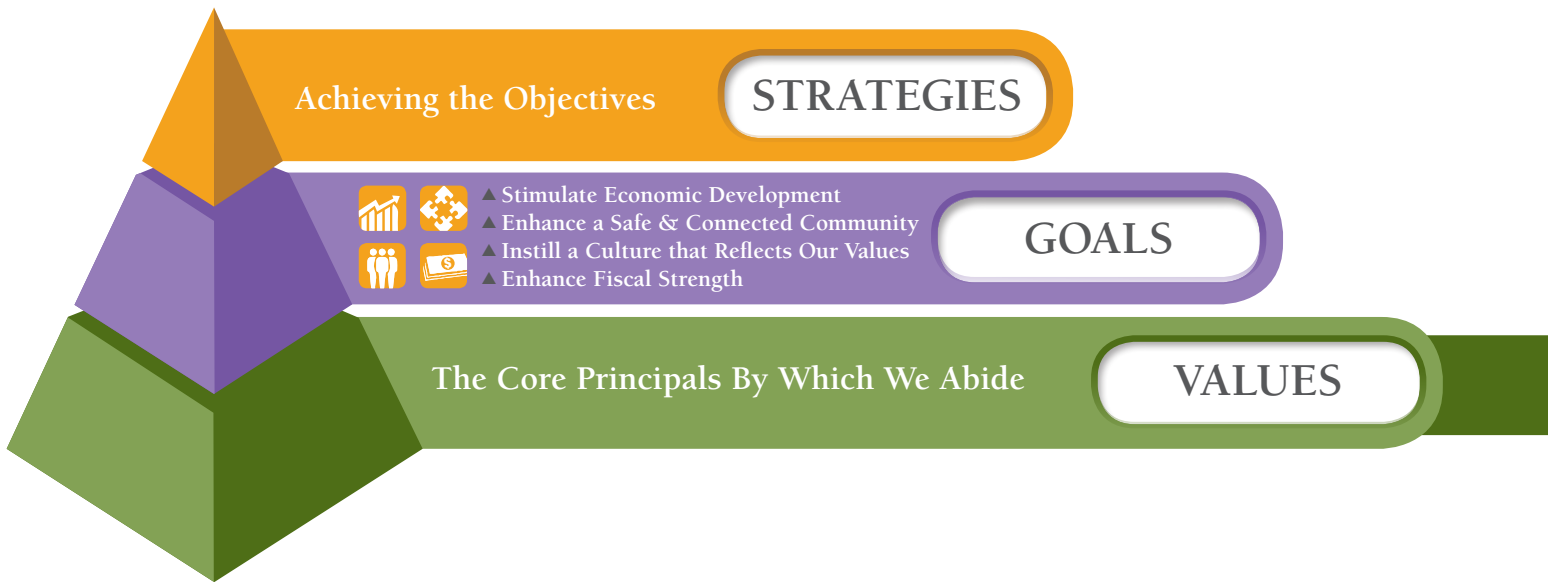 Achieving the Objectives
STRATEGIES
▲ Stimulate Economic Development
▲ Enhance a Safe & Connected Community
▲ Instill a Culture that Reflects Our Values
▲ Enhance Fiscal Strength
GOALS
$
The Core Principals By Which We Abide
VALUES